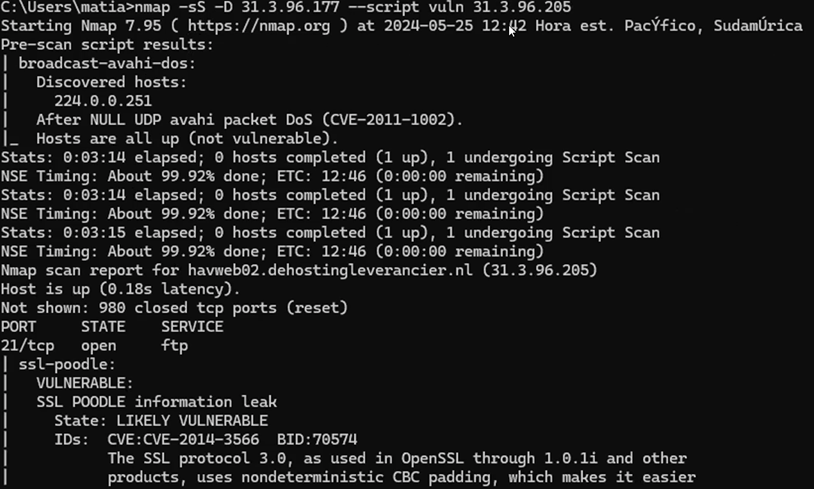 C:\Users\matia>nmap -sS -D 31.3.96.177 --script vuln 31.3.96.205
Starting Nmap 7.95 ( https://nmap.org ) at 2024-05-25 12:42 Hora est. PacÝfico, SudamÚrica
Pre-scan script results:
| broadcast-avahi-dos:
|   Discovered hosts:
|     224.0.0.251
|   After NULL UDP avahi packet DoS (CVE-2011-1002).
|_  Hosts are all up (not vulnerable).
Stats: 0:03:14 elapsed; 0 hosts completed (1 up), 1 undergoing Script Scan
NSE Timing: About 99.92% done; ETC: 12:46 (0:00:00 remaining)
Stats: 0:03:14 elapsed; 0 hosts completed (1 up), 1 undergoing Script Scan
NSE Timing: About 99.92% done; ETC: 12:46 (0:00:00 remaining)
Stats: 0:03:15 elapsed; 0 hosts completed (1 up), 1 undergoing Script Scan
NSE Timing: About 99.92% done; ETC: 12:46 (0:00:00 remaining)
Nmap scan report for havweb02.dehostingleverancier.nl (31.3.96.205)
Host is up (0.18s latency).
Not shown: 980 closed tcp ports (reset)
PORT     STATE    SERVICE
21/tcp   open     ftp
| ssl-poodle:
|   VULNERABLE:
|   SSL POODLE information leak
|     State: LIKELY VULNERABLE
|     IDs:  CVE:CVE-2014-3566  BID:70574
|           The SSL protocol 3.0, as used in OpenSSL through 1.0.1i and other
|           products, uses nondeterministic CBC padding, which makes it easier